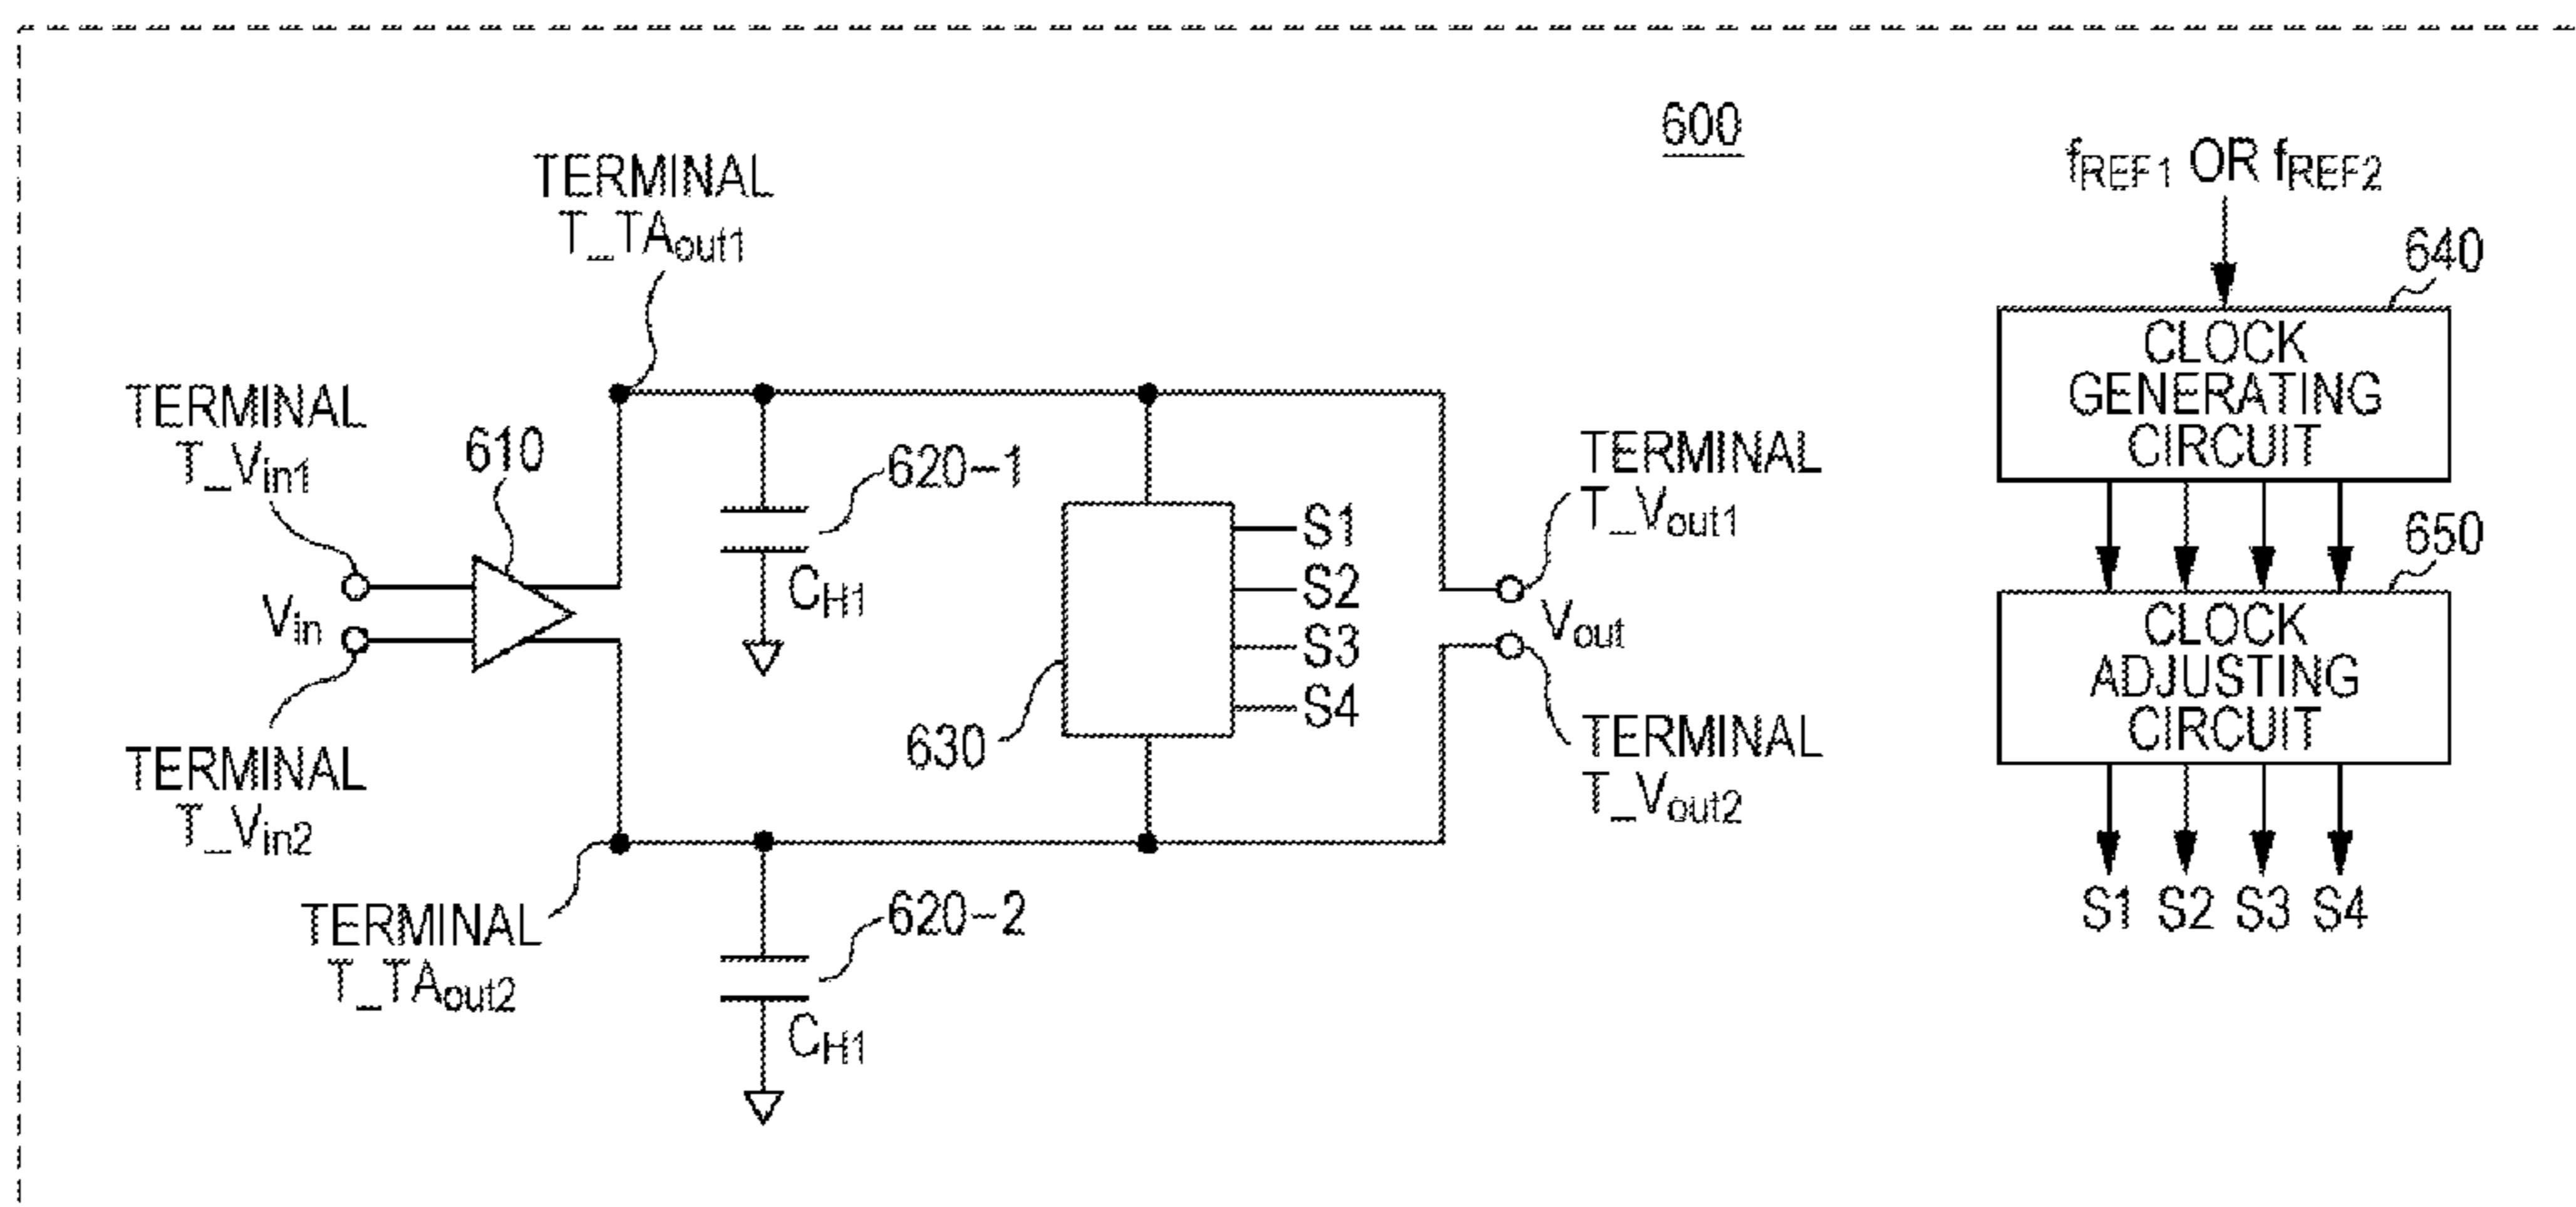 600
TERMINAL
T_TAout1
fREF1 OR fREF2
640
CLOCK
GENERATING
CIRCUIT
TERMINAL
T_Vin1
610
620-1
CH1
S1
S2
S3
S4
630
TERMINAL
T_Vout1
Vin
Vout
650
CLOCK
ADJUSTING
CIRCUIT
TERMINAL
T_Vin2
TERMINAL
T_Vout2
TERMINAL
T_TAout2
620-2
CH1
S1 S2 S3 S4